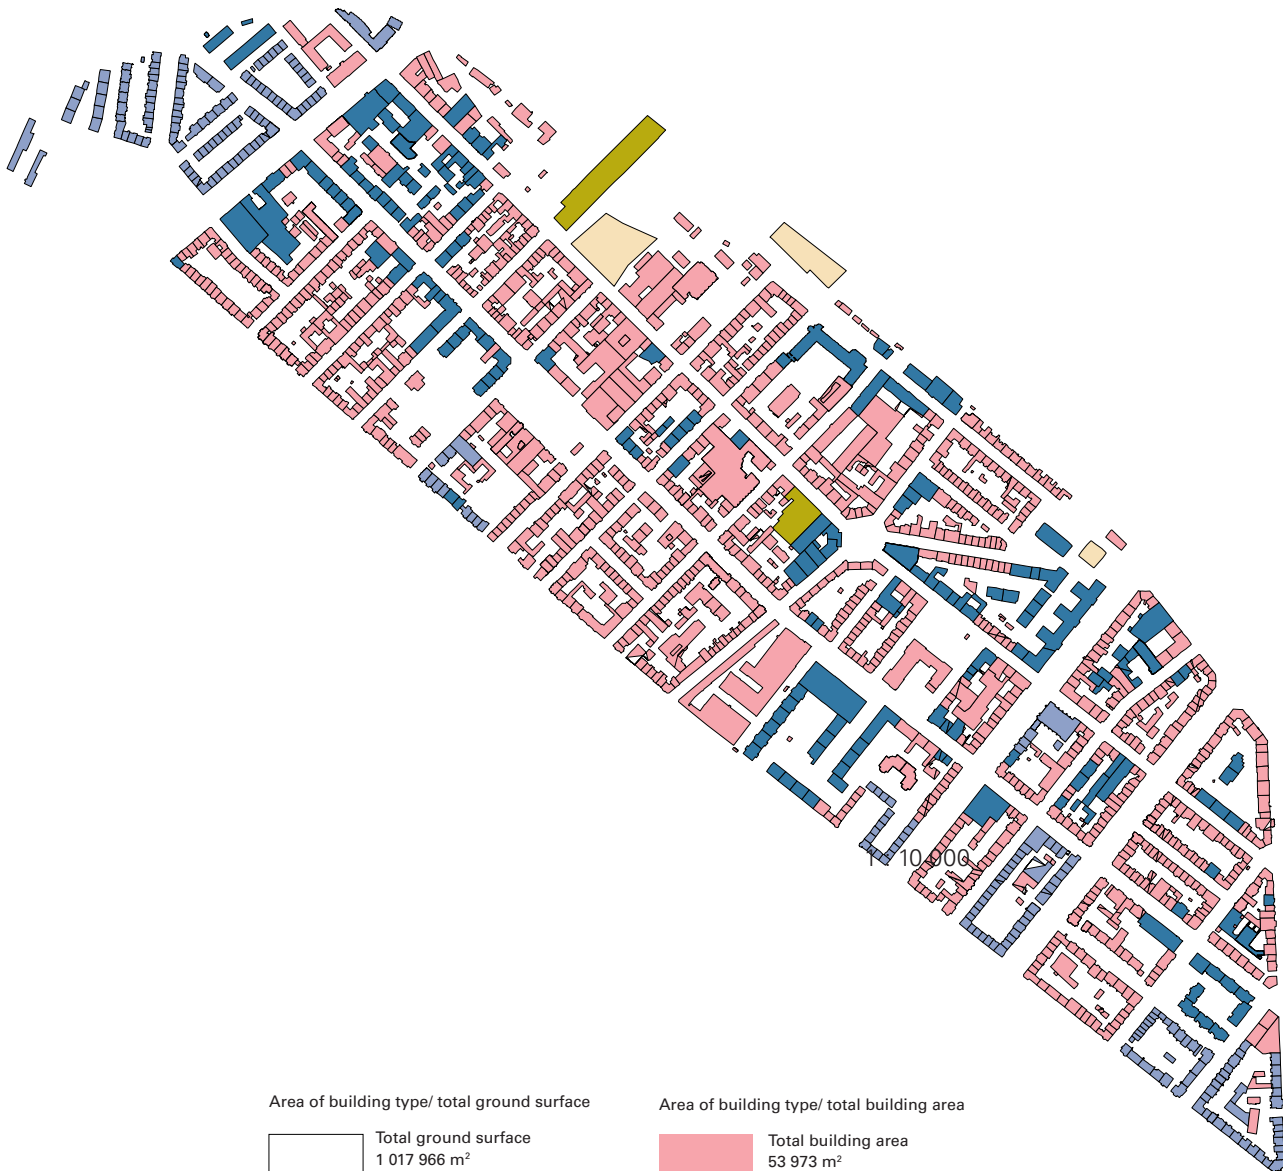 1 : 10 000
Area of building type/ total ground surface
Total ground surface
1 017 966 m²
Area of building type/ total building area
Total building area
53 973 m²